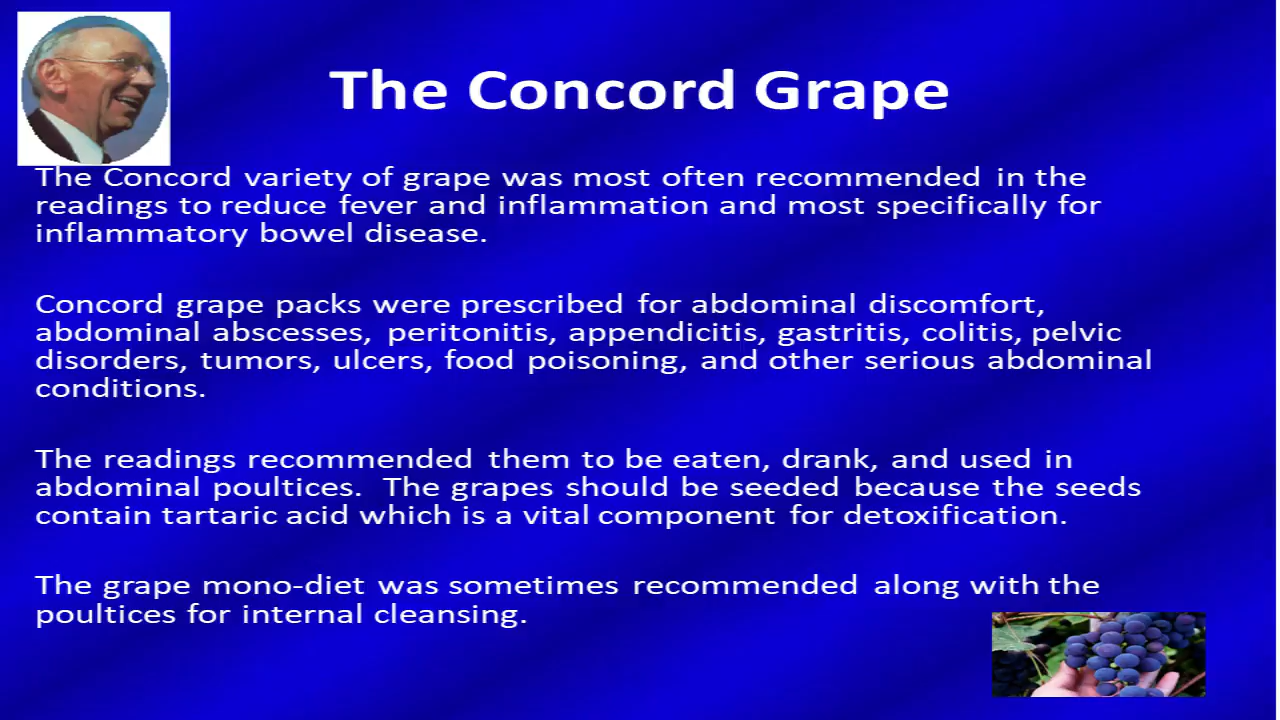 The Concord Grape
The Concord variety of grape was most often recommended in the
readings to reduce fever and inflammation and most specifically for
inflammatory bowel disease.
Concord grape packs were prescribed for abdominal discomfort,
abdominal abscesses, peritonitis, appendicitis, gastritis, colitis, pelvic
disorders, tumors, ulcers, food poisoning, and other serious abdominal
conditions.
The readings recommended them to be eaten, drank, and used in
abdominal poultices. The grapes should be seeded because the seeds
contain tartaric acid which is a vital component for detoxification.
The grape mono-diet was sometimes recommended along with the
poultices for internal cleansing.